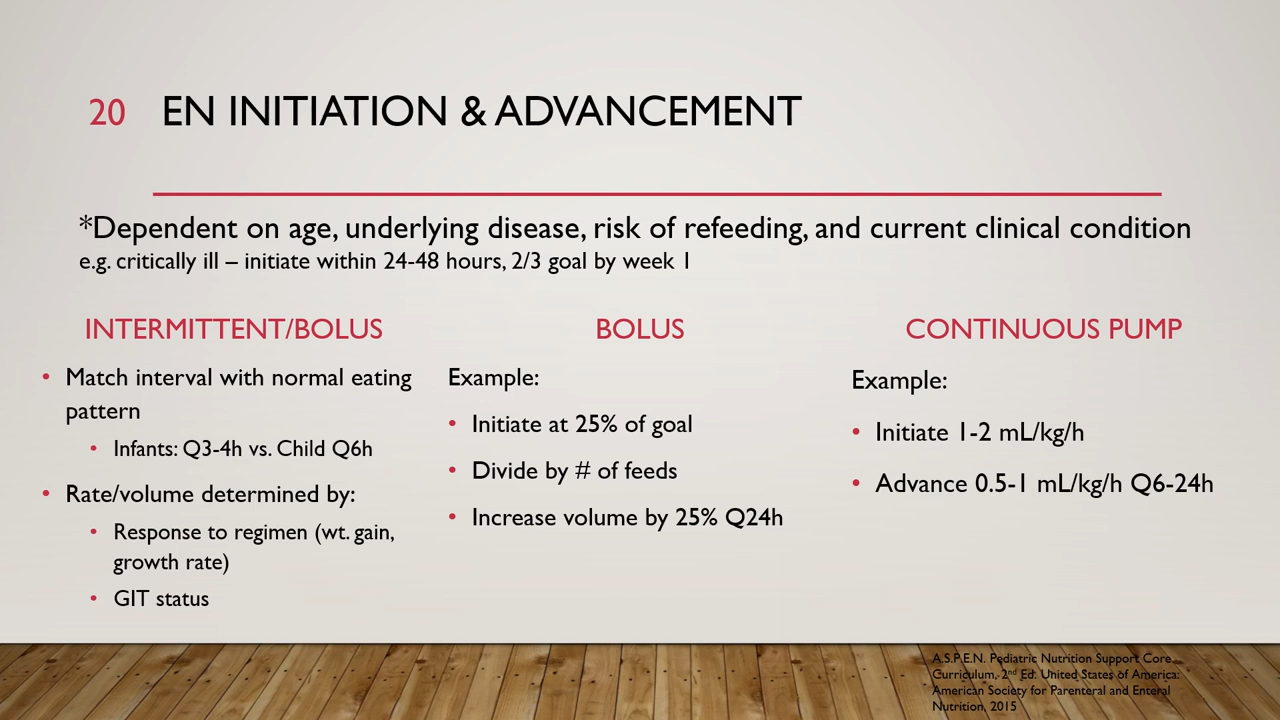 20 EN INITIATION & ADVANCEMENT
*Dependent on age, underlying disease, risk of refeeding, and current clinical condition
e.g. critically ill – initiate within 24-48 hours, 2/3 goal by week 1
INTERMITTENT/BOLUS
• Match interval with normal eating
pattern
• Infants: Q3-4h vs. Child Q6h
• Rate/volume determined by:
• Response to regimen (wt. gain,
growth rate)
• GIT status
BOLUS
Example:
• Initiate at 25% of goal
• Divide by # of feeds
• Increase volume by 25% Q24h
CONTINUOUS PUMP
Example:
• Initiate 1-2 mL/kg/h
• Advance 0.5-1 mL/kg/h Q6-24h
A.S.P.E.N. Pediatric Nutrition Support Core
Curriculum, 2nd Ed. United States of America:
American Society for Parenteral and Enteral
Nutrition, 2015